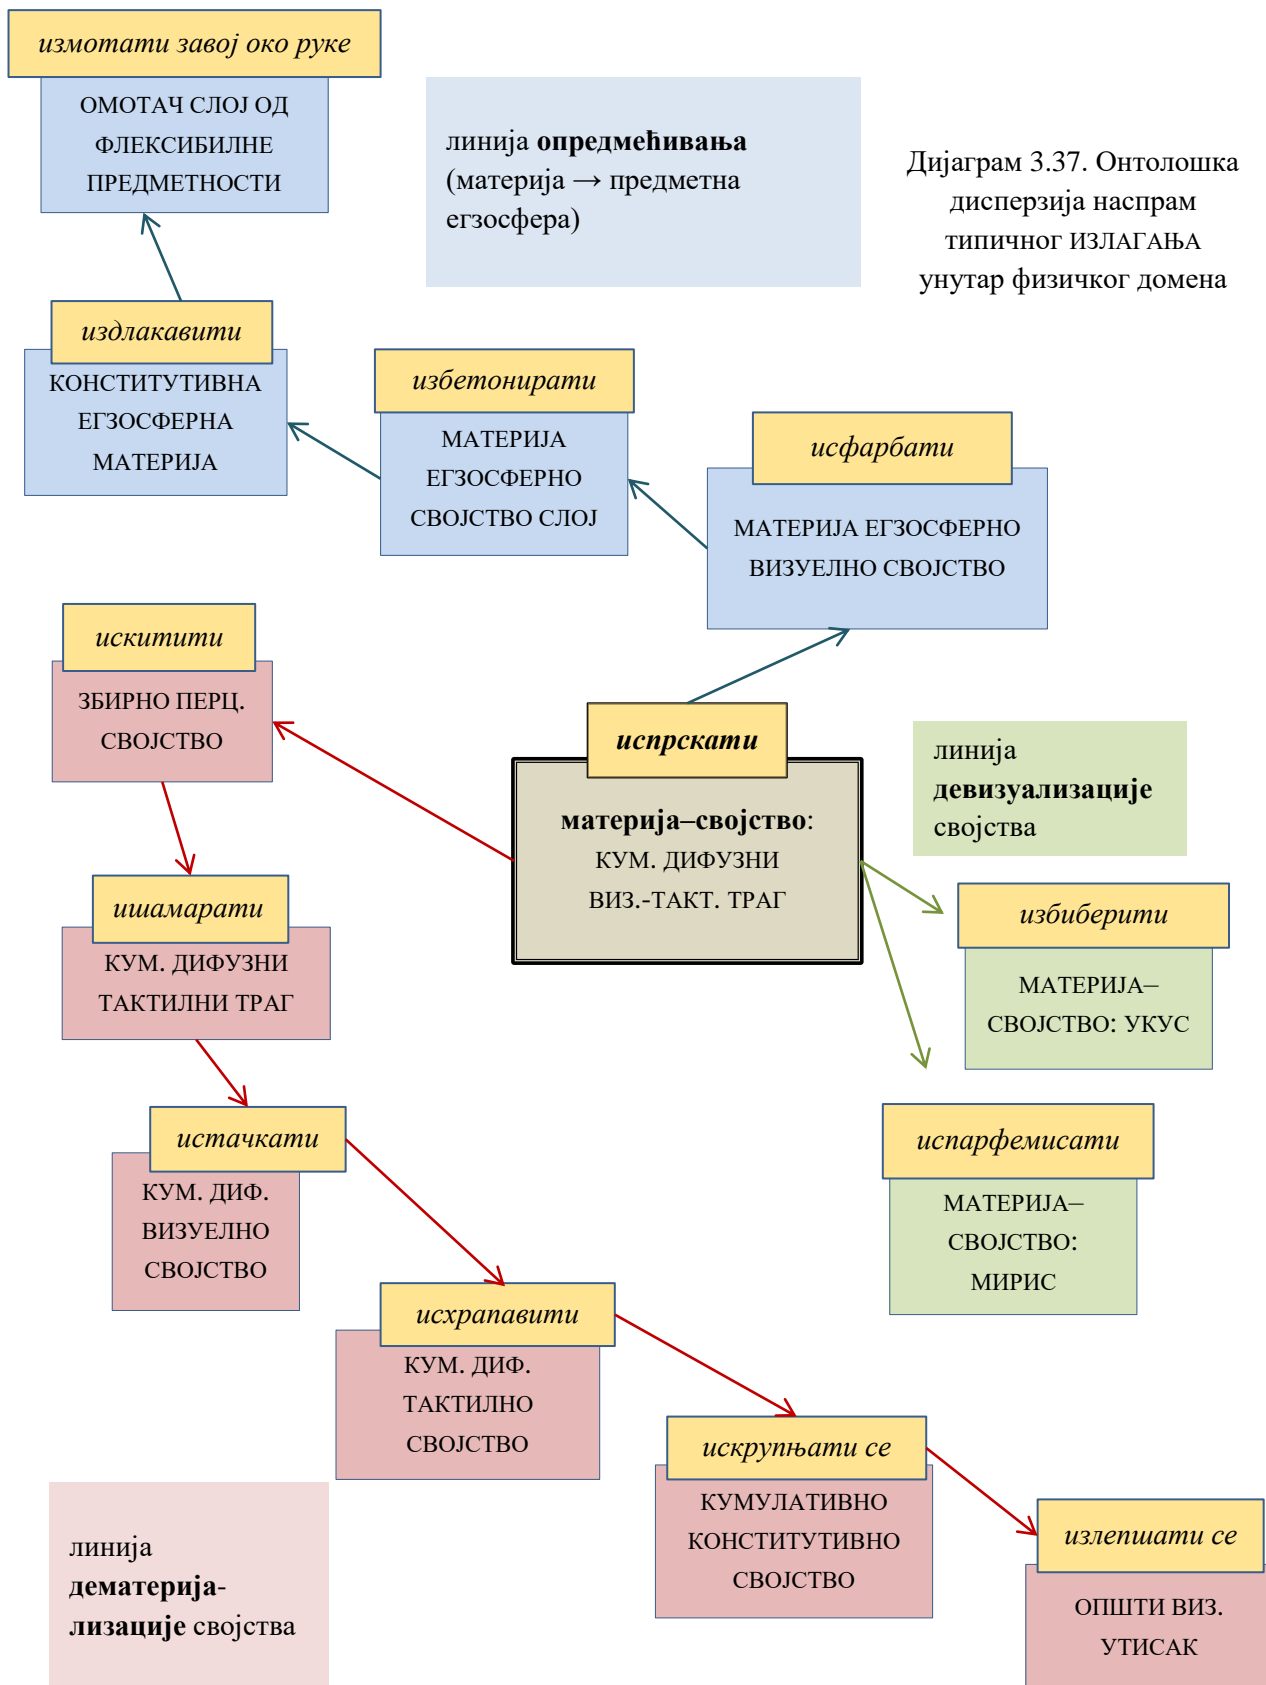 измотати завој око руке
ОМОТАЧ СЛОЈ ОД
ФЛЕКСИБИЛНЕ
ПРЕДМЕТНОСТИ
линија опредмећивања
(материја → предметна
егзосфера)
Дијаграм 3.37. Онтолошка
дисперзија наспрам
типичног ИЗЛАГАЊА
унутар физичког домена
издлакавити
КОНСТИТУТИВНА
ЕГЗОСФЕРНА
МАТЕРИЈА
избетонирати
МАТЕРИЈА
ЕГЗОСФЕРНО
СВОЈСТВО СЛОЈ
исфарбати
МАТЕРИЈА ЕГЗОСФЕРНО
ВИЗУЕЛНО СВОЈСТВО
искитити
ЗБИРНО ПЕРЦ.
СВОЈСТВО
испрскати
материја–својство:
КУМ. ДИФУЗНИ
ВИЗ.-ТАКТ. ТРАГ
линија
девизуализације
својства
ишамарати
КУМ. ДИФУЗНИ
ТАКТИЛНИ ТРАГ
избиберити
МАТЕРИЈА–
СВОЈСТВО: УКУС
истачкати
КУМ. ДИФ.
ВИЗУЕЛНО
СВОЈСТВО
испарфемисати
МАТЕРИЈА–
СВОЈСТВО:
МИРИС
исхрапавити
КУМ. ДИФ.
ТАКТИЛНО
СВОЈСТВО
искрупњати се
КУМУЛАТИВНО
КОНСТИТУТИВНО
СВОЈСТВО
излепшати се
ОПШТИ ВИЗ.
УТИСАК
линија
дематерија-
лизације својства